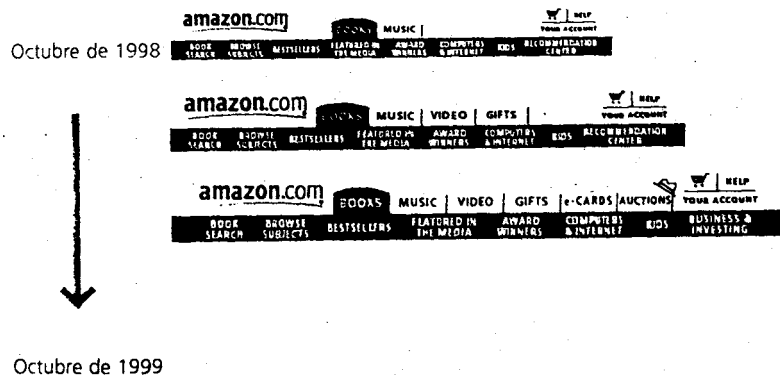 Octubre de 1998
amazon.com
BOOKS MUSIC
HELP
YOUR ACCOUNT
BOOK SEARCH BROWSE SUBJECTS BESTSELLERS FEATURED IN THE MEDIA AWARD WINNERS COMPUTERS & INTERNET KIDS RECOMMENDATION CENTER
amazon.com
BOOKS MUSIC VIDEO GIFTS
HELP
YOUR ACCOUNT
BOOK SEARCH BROWSE SUBJECTS BESTSELLERS FEATURED IN THE MEDIA AWARD WINNERS COMPUTERS & INTERNET KIDS RECOMMENDATION CENTER
amazon.com
BOOKS MUSIC VIDEO GIFTS e-CARDS AUCTIONS
HELP
YOUR ACCOUNT
BOOK SEARCH BROWSE SUBJECTS BESTSELLERS FEATURED IN THE MEDIA AWARD WINNERS COMPUTERS & INTERNET KIDS BUSINESS & INVESTING
Octubre de 1999